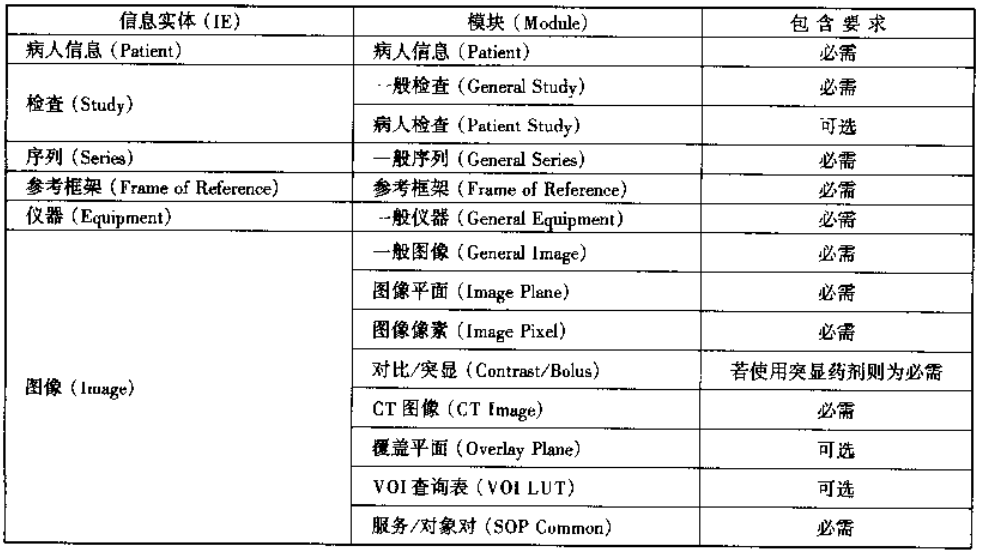 信息实体(IE) 模块(Module) 包含要求
病人信息(Patient) 病人信息(Patient) 必需
检查(Study) 一般检查(General Study) 必需
病人检查(Patient Study) 可选
序列(Series) 一般序列(General Series) 必需
参考框架(Frame of Reference) 参考框架(Frame of Reference) 必需
仪器(Equipment) 一般仪器(General Equipment) 必需
图像(Image) 一般图像(General Image) 必需
图像平面(Image Plane) 必需
图像像素(Image Pixel) 必需
对比/突显(Contrast/Bolus) 若使用突显药剂则为必需
CT 图像(CT Image) 必需
覆盖平面(Overlay Plane) 可选
VOI 查询表(VOI LUT) 可选
服务/对象对(SOP Common) 必需